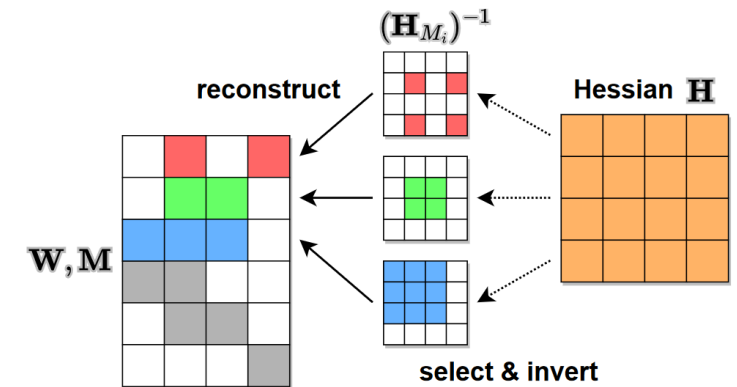 (𝐇_{M_i})^{-1}
reconstruct
Hessian 𝐇
𝐖, 𝐌
select & invert